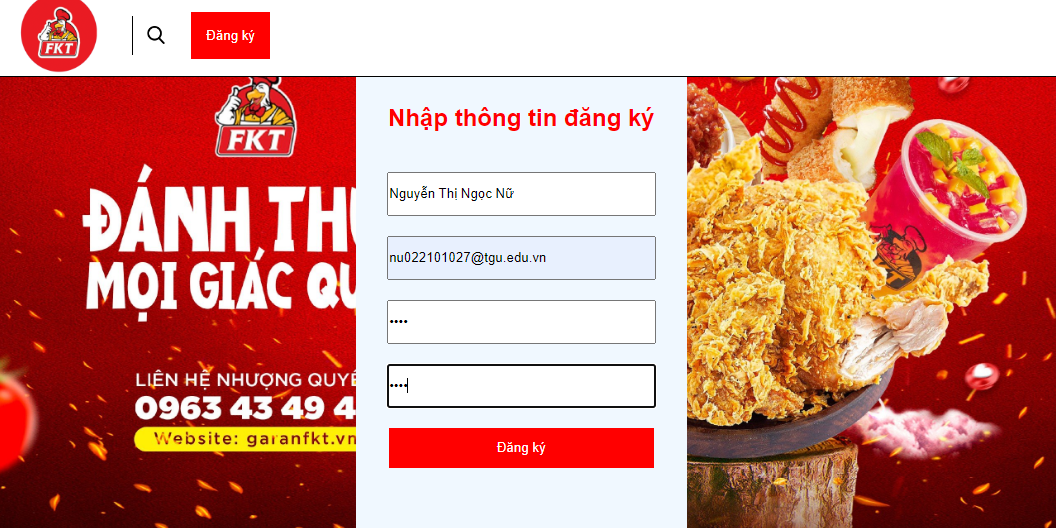 FKT
Đăng ký
FKT
ĐÁNH TH
MỌI GIÁC QU
LIÊN HỆ NHƯỢNG QUYỀ
0963 43 49 4
Website: garanfkt.vn
Nhập thông tin đăng ký
Nguyễn Thị Ngọc Nữ
nu022101027@tgu.edu.vn
••••
••••
Đăng ký